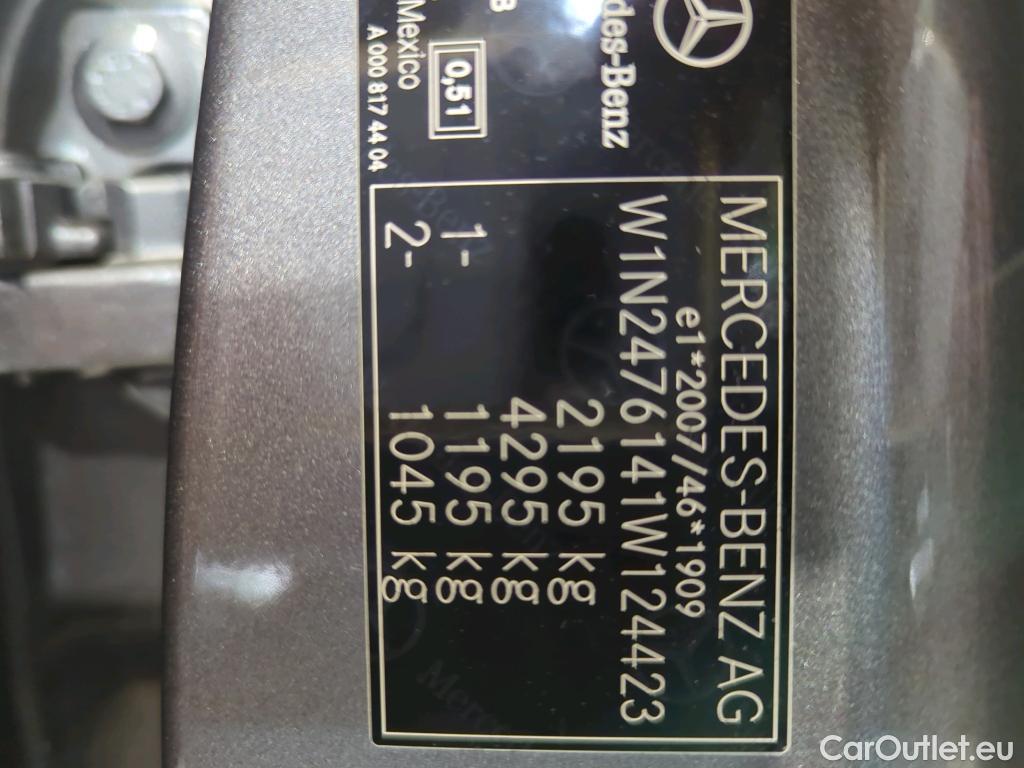 des-Benz
B
0,51
Mexico
A 000 817 44 04
MERCEDES-BENZ AG
e1*2007/46*1909
W1N2476141W124423
2195 kg
4295 kg
1- 1195 kg
2- 1045 kg
CarOutlet.eu